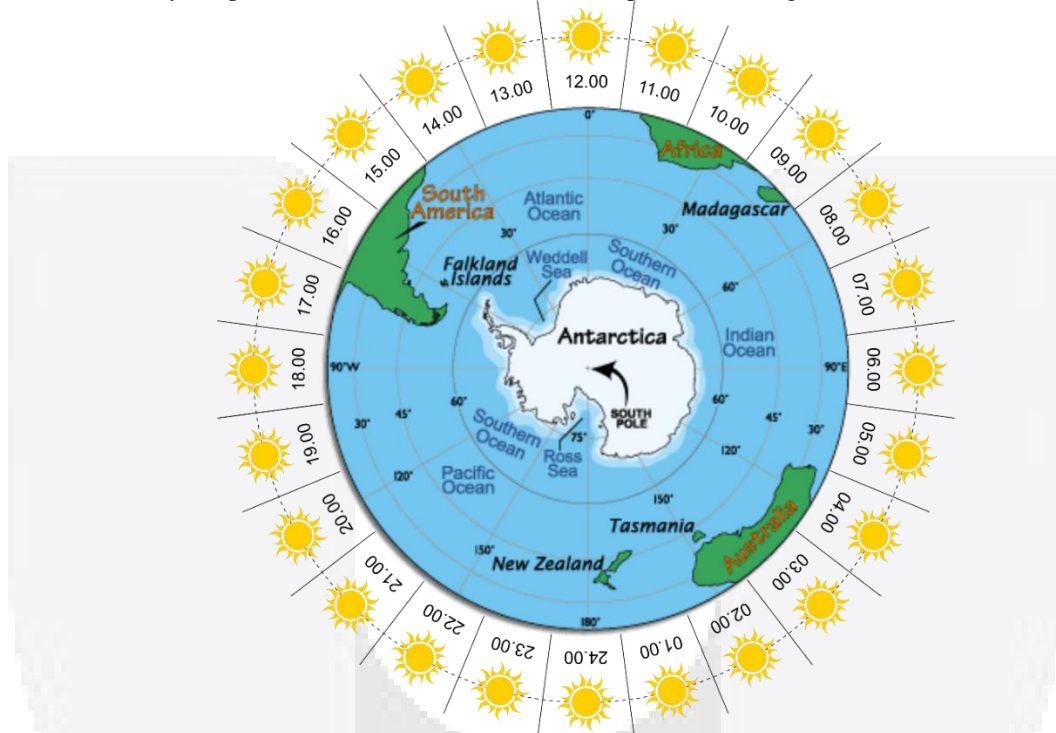 12.00
13.00
11.00
14.00
10.00
15.00
09.00
16.00
08.00
17.00
07.00
18.00
06.00
19.00
05.00
20.00
04.00
21.00
03.00
22.00
02.00
23.00
01.00
24.00
0°
Africa
South
America
Atlantic
Ocean
Madagascar
30°
30°
Falkland
Islands
Weddell
Sea
Southern
Ocean
60°
Antarctica
Indian
Ocean
90°W
90°E
SOUTH
POLE
30°
45°
60°
60°
45°
30°
Southern
Ocean
75°
Ross
Sea
120°
120°
Pacific
Ocean
150°
Tasmania
Australia
150°
New Zealand
180°